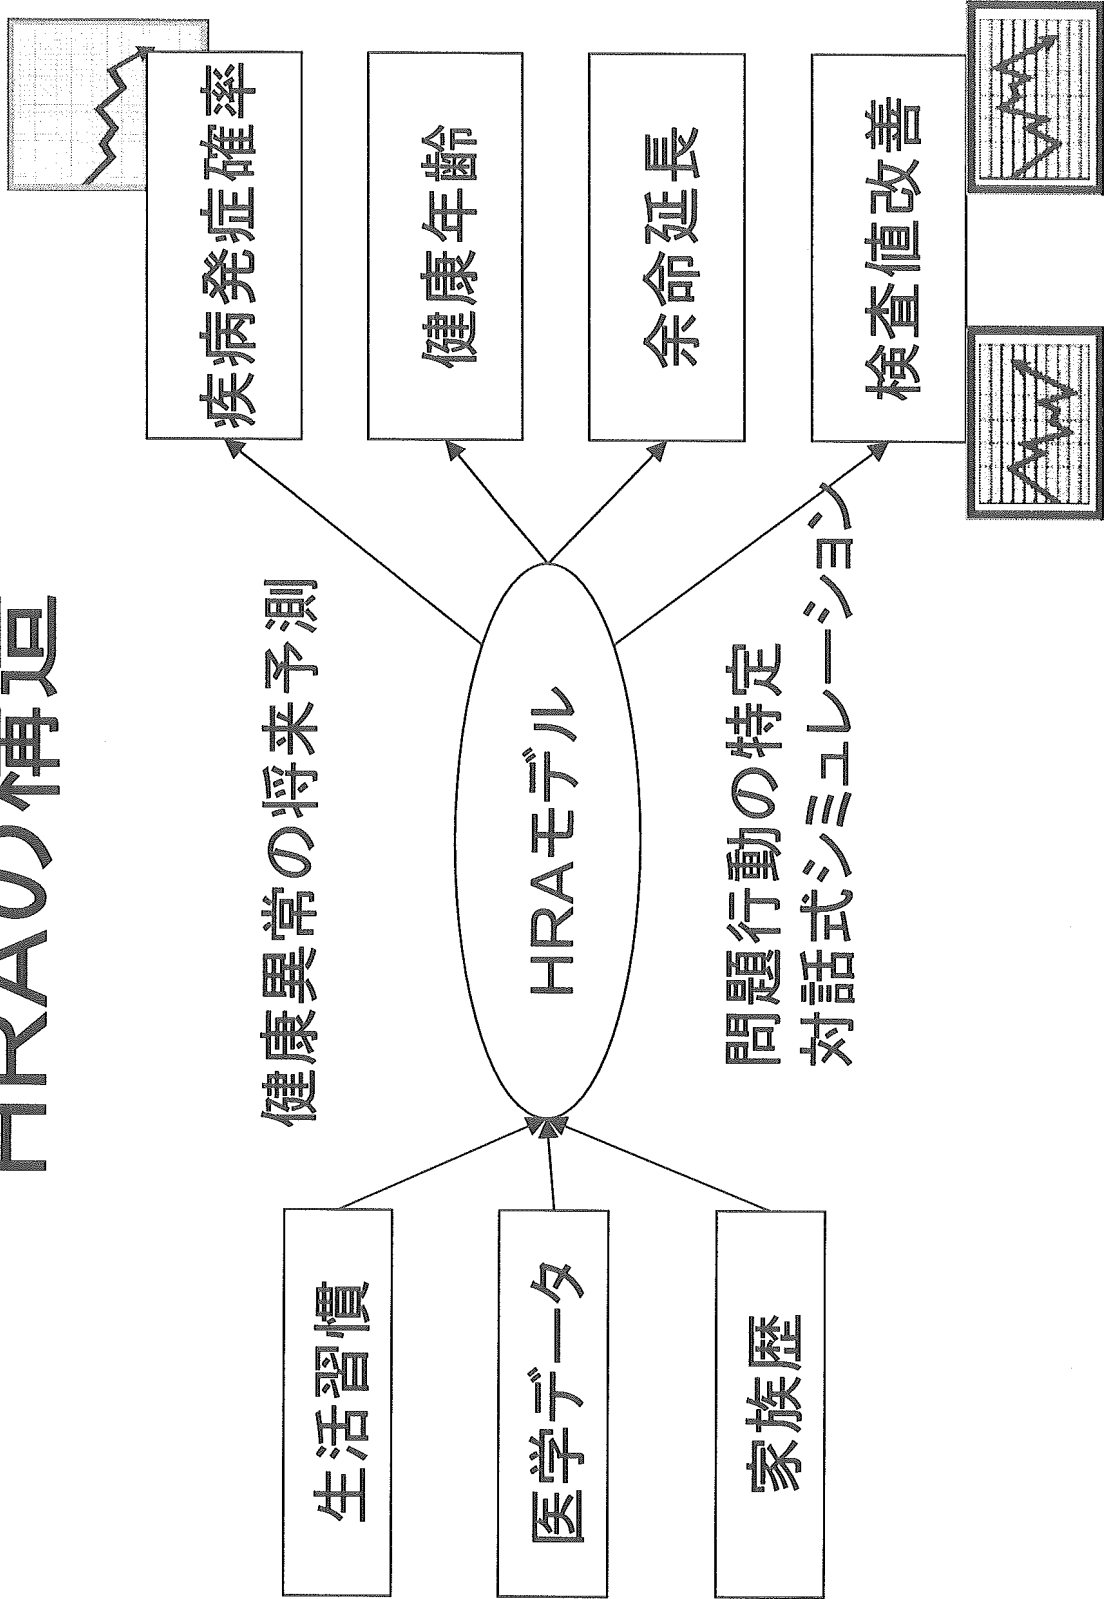 HRAの構造
健康異常の将来予測
生活習慣
医学データ
家族歴
HRAモデル
問題行動の特定
対話式シミュレーション
疾病発症確率
健康年齢
余命延長
検査値改善